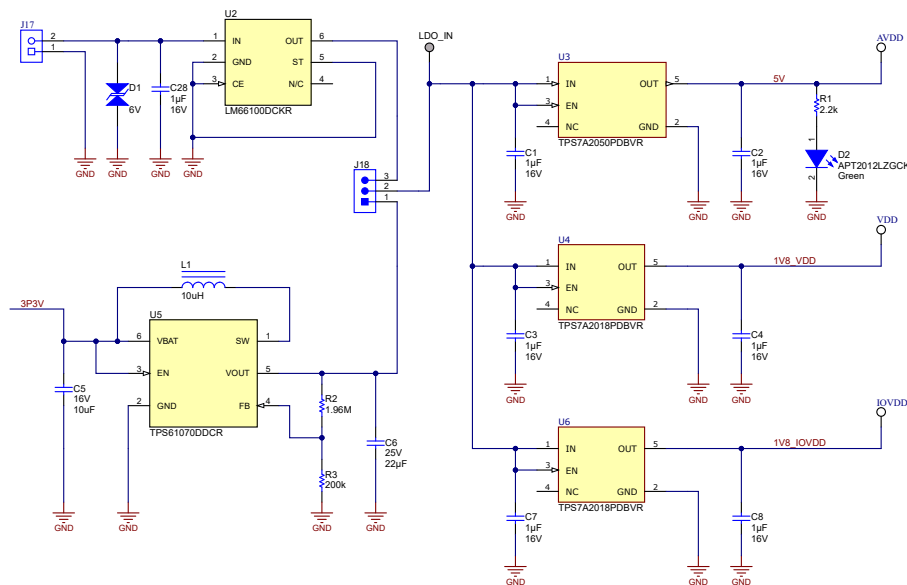 J17
2
1
D1
6V
C28
1µF
16V
GND
GND
GND
U2
1
IN
OUT
6
2
GND
ST
5
3
CE
N/C
4
LM66100DCKR
J18
3
2
1
LDO_IN
U3
1
IN
OUT
5
3
EN
4
NC
GND
2
TPS7A2050PDBVR
C1
1µF
16V
GND
GND
5V
AVDD
C2
1µF
16V
GND
R1
2.2k
1
D2
APT2012LZGCK
Green
2
GND
U4
1
IN
OUT
5
3
EN
4
NC
GND
2
TPS7A2018PDBVR
C3
1µF
16V
GND
GND
1V8_VDD
VDD
C4
1µF
16V
GND
U6
1
IN
OUT
5
3
EN
4
NC
GND
2
TPS7A2018PDBVR
C7
1µF
16V
GND
GND
1V8_IOVDD
IOVDD
C8
1µF
16V
GND
3P3V
L1
10uH
U5
6
VBAT
SW
1
3
EN
VOUT
5
2
GND
FB
4
TPS61070DDCR
C5
16V
10uF
GND
GND
R2
1.96M
R3
200k
GND
C6
25V
22µF
GND